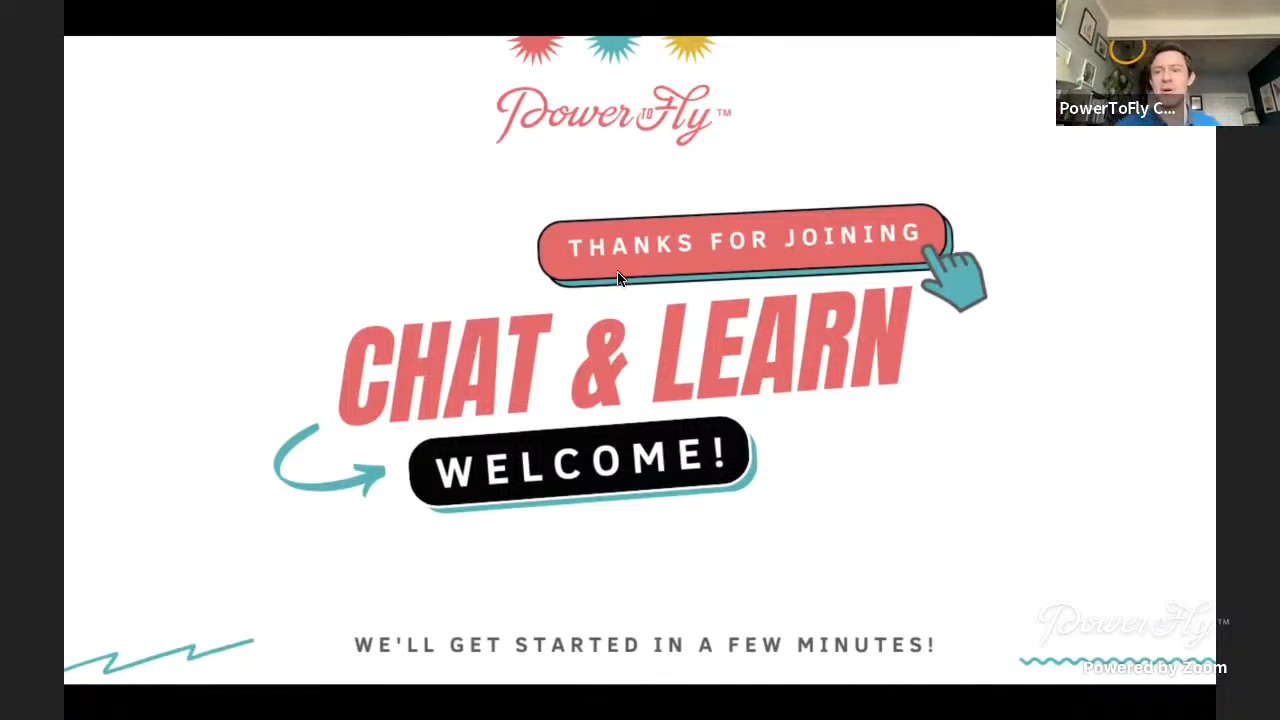 PowerToFly™
PowerToFly C...
THANKS FOR JOINING
CHAT & LEARN
WELCOME!
WE'LL GET STARTED IN A FEW MINUTES!
PowerToFly™
Powered by Zoom